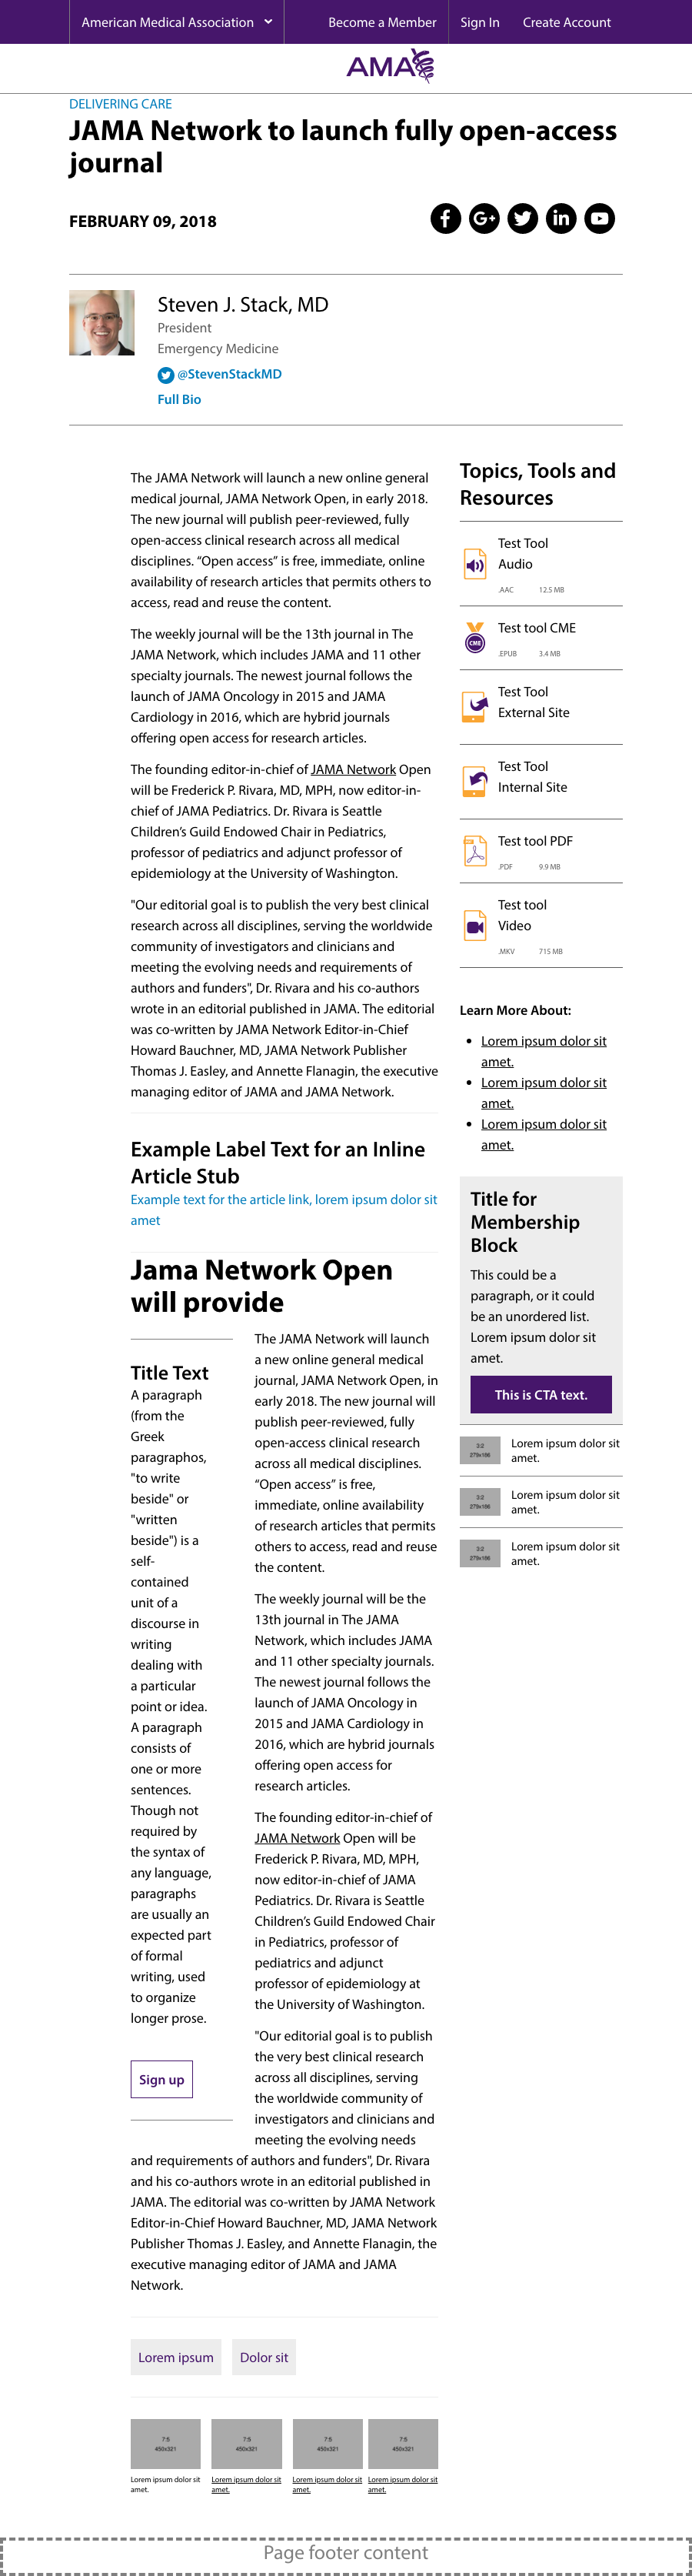 American Medical Association
Become a Member
Sign In
Create Account
AMA
DELIVERING CARE
JAMA Network to launch fully open-access
journal
FEBRUARY 09, 2018
Steven J. Stack, MD
President
Emergency Medicine
@StevenStackMD
Full Bio
The JAMA Network will launch a new online general
medical journal, JAMA Network Open, in early 2018.
The new journal will publish peer-reviewed, fully
open-access clinical research across all medical
disciplines. “Open access” is free, immediate, online
availability of research articles that permits others to
access, read and reuse the content.
The weekly journal will be the 13th journal in The
JAMA Network, which includes JAMA and 11 other
specialty journals. The newest journal follows the
launch of JAMA Oncology in 2015 and JAMA
Cardiology in 2016, which are hybrid journals
offering open access for research articles.
The founding editor-in-chief of JAMA Network Open
will be Frederick P. Rivara, MD, MPH, now editor-in-
chief of JAMA Pediatrics. Dr. Rivara is Seattle
Children’s Guild Endowed Chair in Pediatrics,
professor of pediatrics and adjunct professor of
epidemiology at the University of Washington.
"Our editorial goal is to publish the very best clinical
research across all disciplines, serving the worldwide
community of investigators and clinicians and
meeting the evolving needs and requirements of
authors and funders", Dr. Rivara and his co-authors
wrote in an editorial published in JAMA. The editorial
was co-written by JAMA Network Editor-in-Chief
Howard Bauchner, MD, JAMA Network Publisher
Thomas J. Easley, and Annette Flanagin, the executive
managing editor of JAMA and JAMA Network.
Example Label Text for an Inline
Article Stub
Example text for the article link, lorem ipsum dolor sit
amet
Jama Network Open
will provide
Title Text
A paragraph
(from the
Greek
paragraphos,
"to write
beside" or
"written
beside") is a
self-
contained
unit of a
discourse in
writing
dealing with
a particular
point or idea.
A paragraph
consists of
one or more
sentences.
Though not
required by
the syntax of
any language,
paragraphs
are usually an
expected part
of formal
writing, used
to organize
longer prose.
Sign up
The JAMA Network will launch
a new online general medical
journal, JAMA Network Open, in
early 2018. The new journal will
publish peer-reviewed, fully
open-access clinical research
across all medical disciplines.
“Open access” is free,
immediate, online availability
of research articles that permits
others to access, read and reuse
the content.
The weekly journal will be the
13th journal in The JAMA
Network, which includes JAMA
and 11 other specialty journals.
The newest journal follows the
launch of JAMA Oncology in
2015 and JAMA Cardiology in
2016, which are hybrid journals
offering open access for
research articles.
The founding editor-in-chief of
JAMA Network Open will be
Frederick P. Rivara, MD, MPH,
now editor-in-chief of JAMA
Pediatrics. Dr. Rivara is Seattle
Children’s Guild Endowed Chair
in Pediatrics, professor of
pediatrics and adjunct
professor of epidemiology at
the University of Washington.
"Our editorial goal is to publish
the very best clinical research
across all disciplines, serving
the worldwide community of
investigators and clinicians and
meeting the evolving needs
and requirements of authors and funders", Dr. Rivara
and his co-authors wrote in an editorial published in
JAMA. The editorial was co-written by JAMA Network
Editor-in-Chief Howard Bauchner, MD, JAMA Network
Publisher Thomas J. Easley, and Annette Flanagin, the
executive managing editor of JAMA and JAMA
Network.
Lorem ipsum
Dolor sit
7:5
450x321
Lorem ipsum dolor sit
amet.
7:5
450x321
Lorem ipsum dolor sit
amet.
7:5
450x321
Lorem ipsum dolor sit
amet.
7:5
450x321
Lorem ipsum dolor sit
amet.
Topics, Tools and
Resources
Test Tool
Audio
.AAC 12.5 MB
CME
Test tool CME
.EPUB 3.4 MB
Test Tool
External Site
Test Tool
Internal Site
Test tool PDF
.PDF 9.9 MB
Test tool
Video
.MKV 715 MB
Learn More About:
Lorem ipsum dolor sit
amet.
Lorem ipsum dolor sit
amet.
Lorem ipsum dolor sit
amet.
Title for
Membership
Block
This could be a
paragraph, or it could
be an unordered list.
Lorem ipsum dolor sit
amet.
This is CTA text.
3:2
279x186
Lorem ipsum dolor sit
amet.
3:2
279x186
Lorem ipsum dolor sit
amet.
3:2
279x186
Lorem ipsum dolor sit
amet.
Page footer content